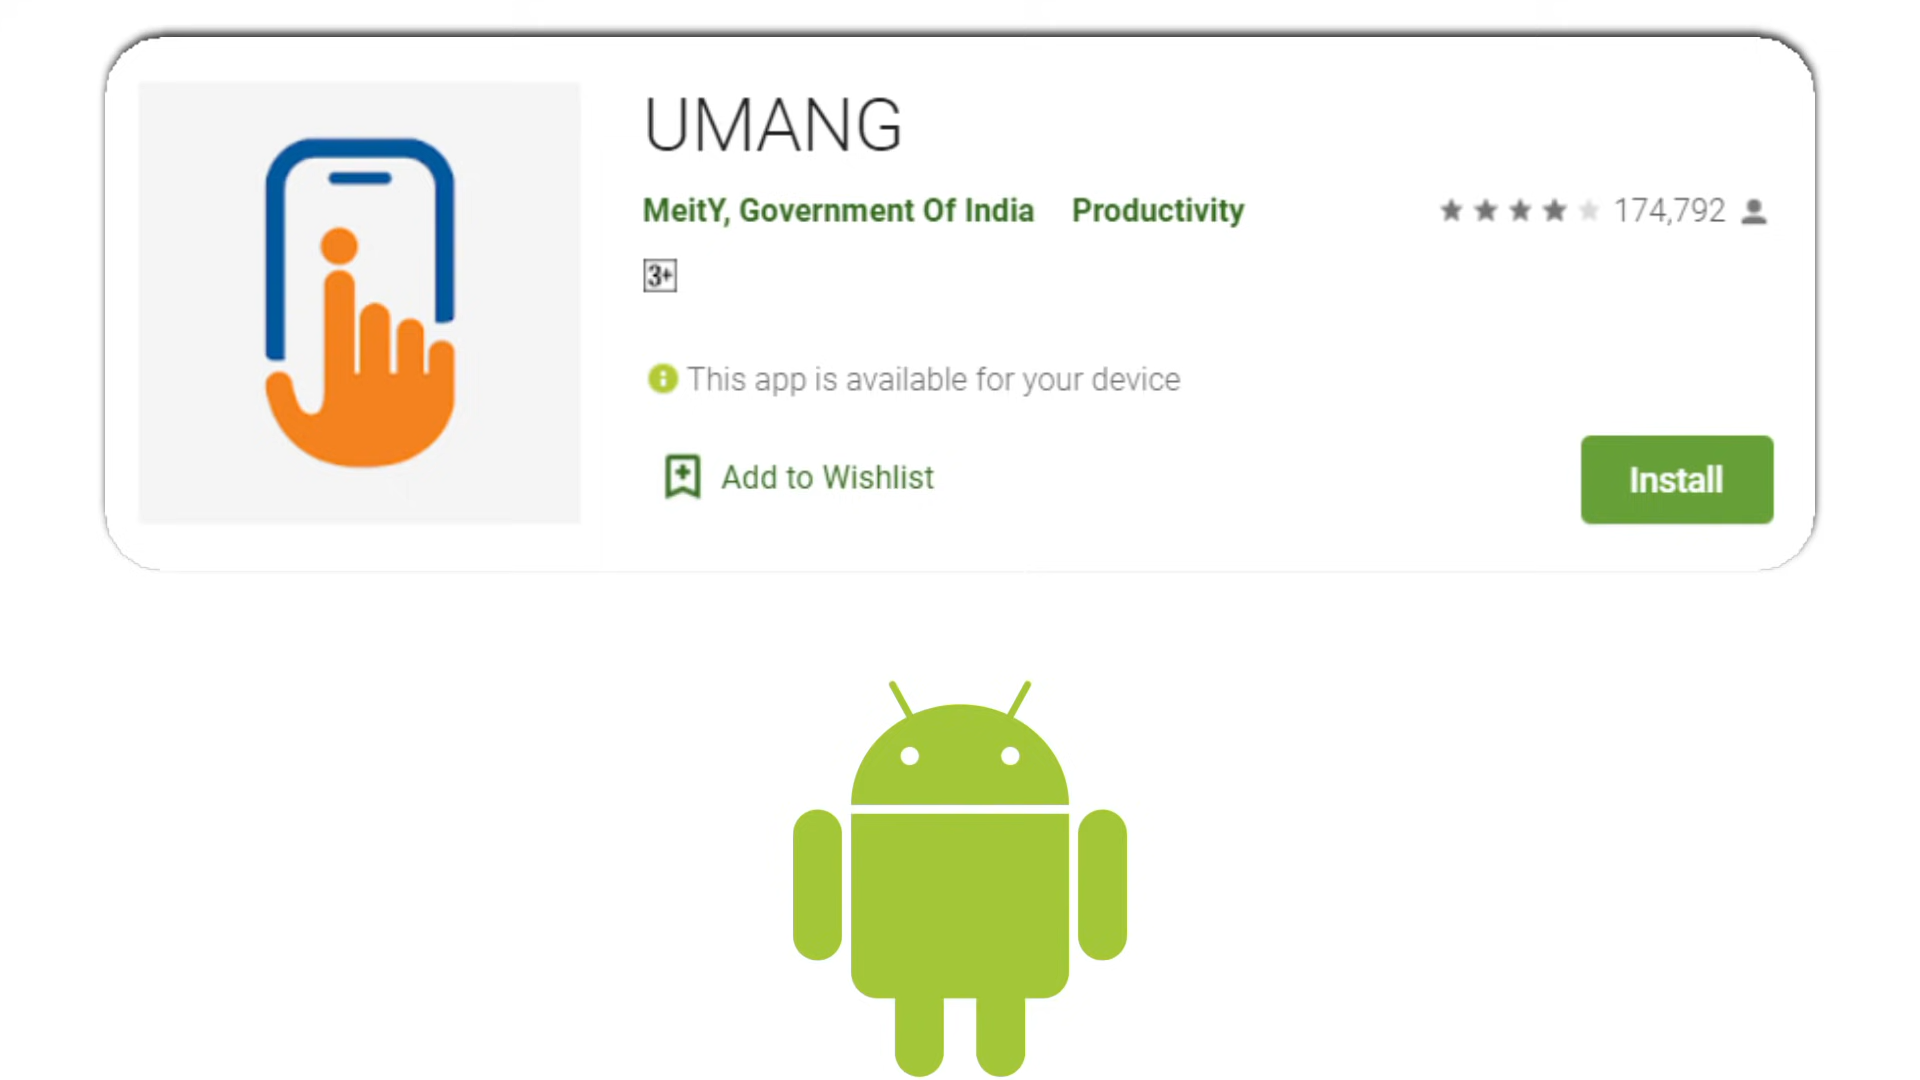 UMANG
MeitY, Government Of India Productivity 174,792
3+
This app is available for your device
Add to Wishlist Install